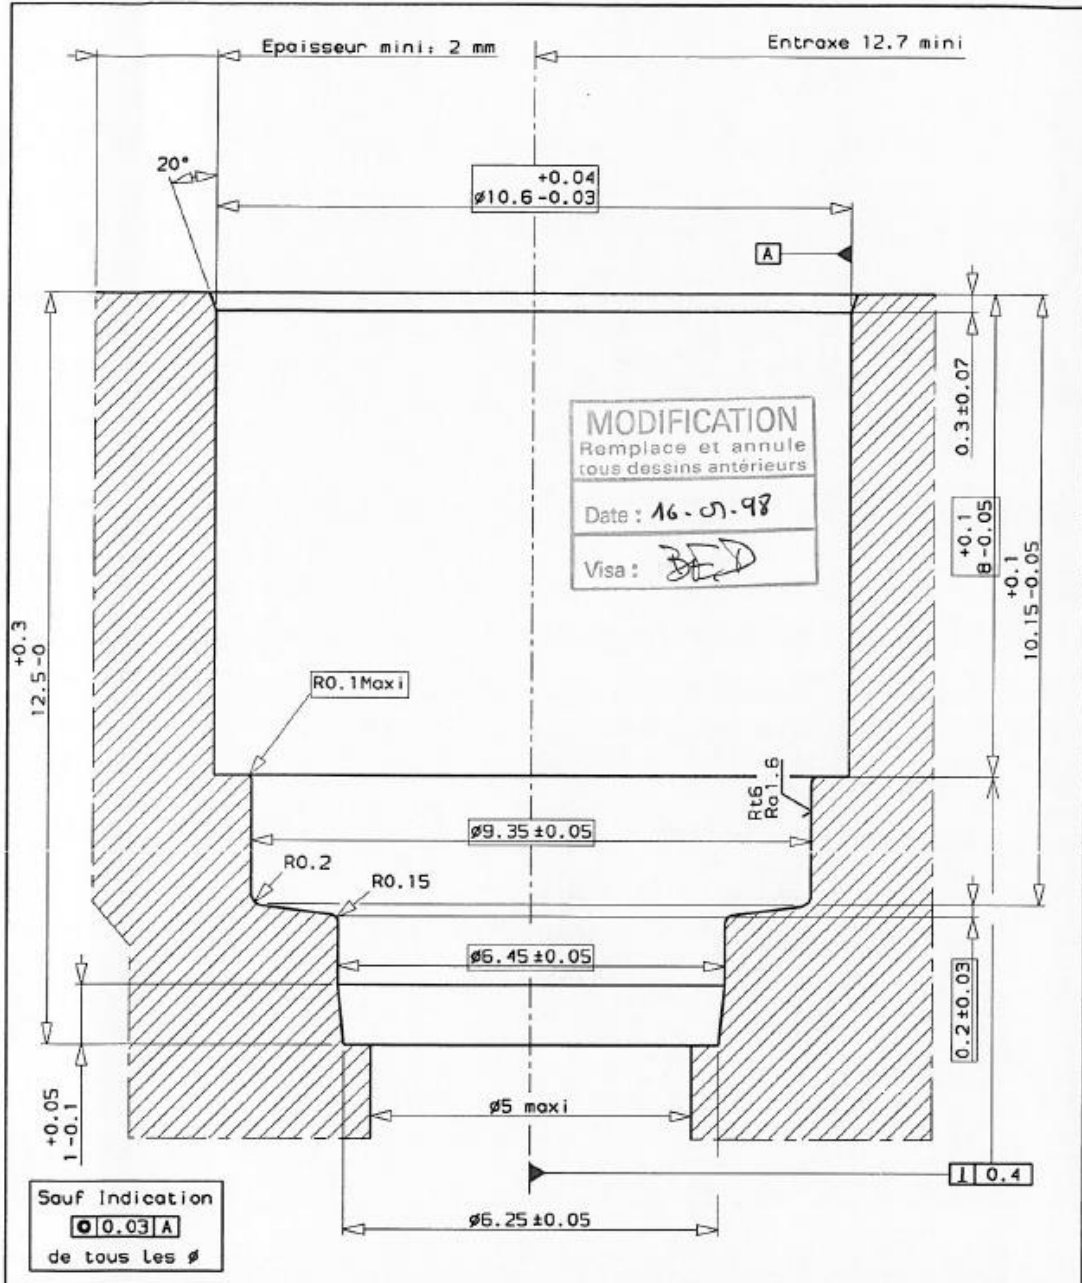 Epaisseur mini: 2 mm
Entraxe 12.7 mini
20°
+0.04
ø10.6-0.03
A
0.3±0.07
+0.1
8-0.05
+0.1
10.15-0.05
MODIFICATION
Remplace et annule
tous dessins antérieurs
Date :
-98
Visa :
+0.3
12.5-0
R0.1Maxi
Rt6
Ra1.6
ø9.35±0.05
R0.2
R0.15
ø6.45±0.05
0.2±0.03
+0.05
1-0.1
ø5 maxi
⊥ 0.4
ø6.25±0.05
Sauf Indication
◎ 0.03 A
de tous les ø